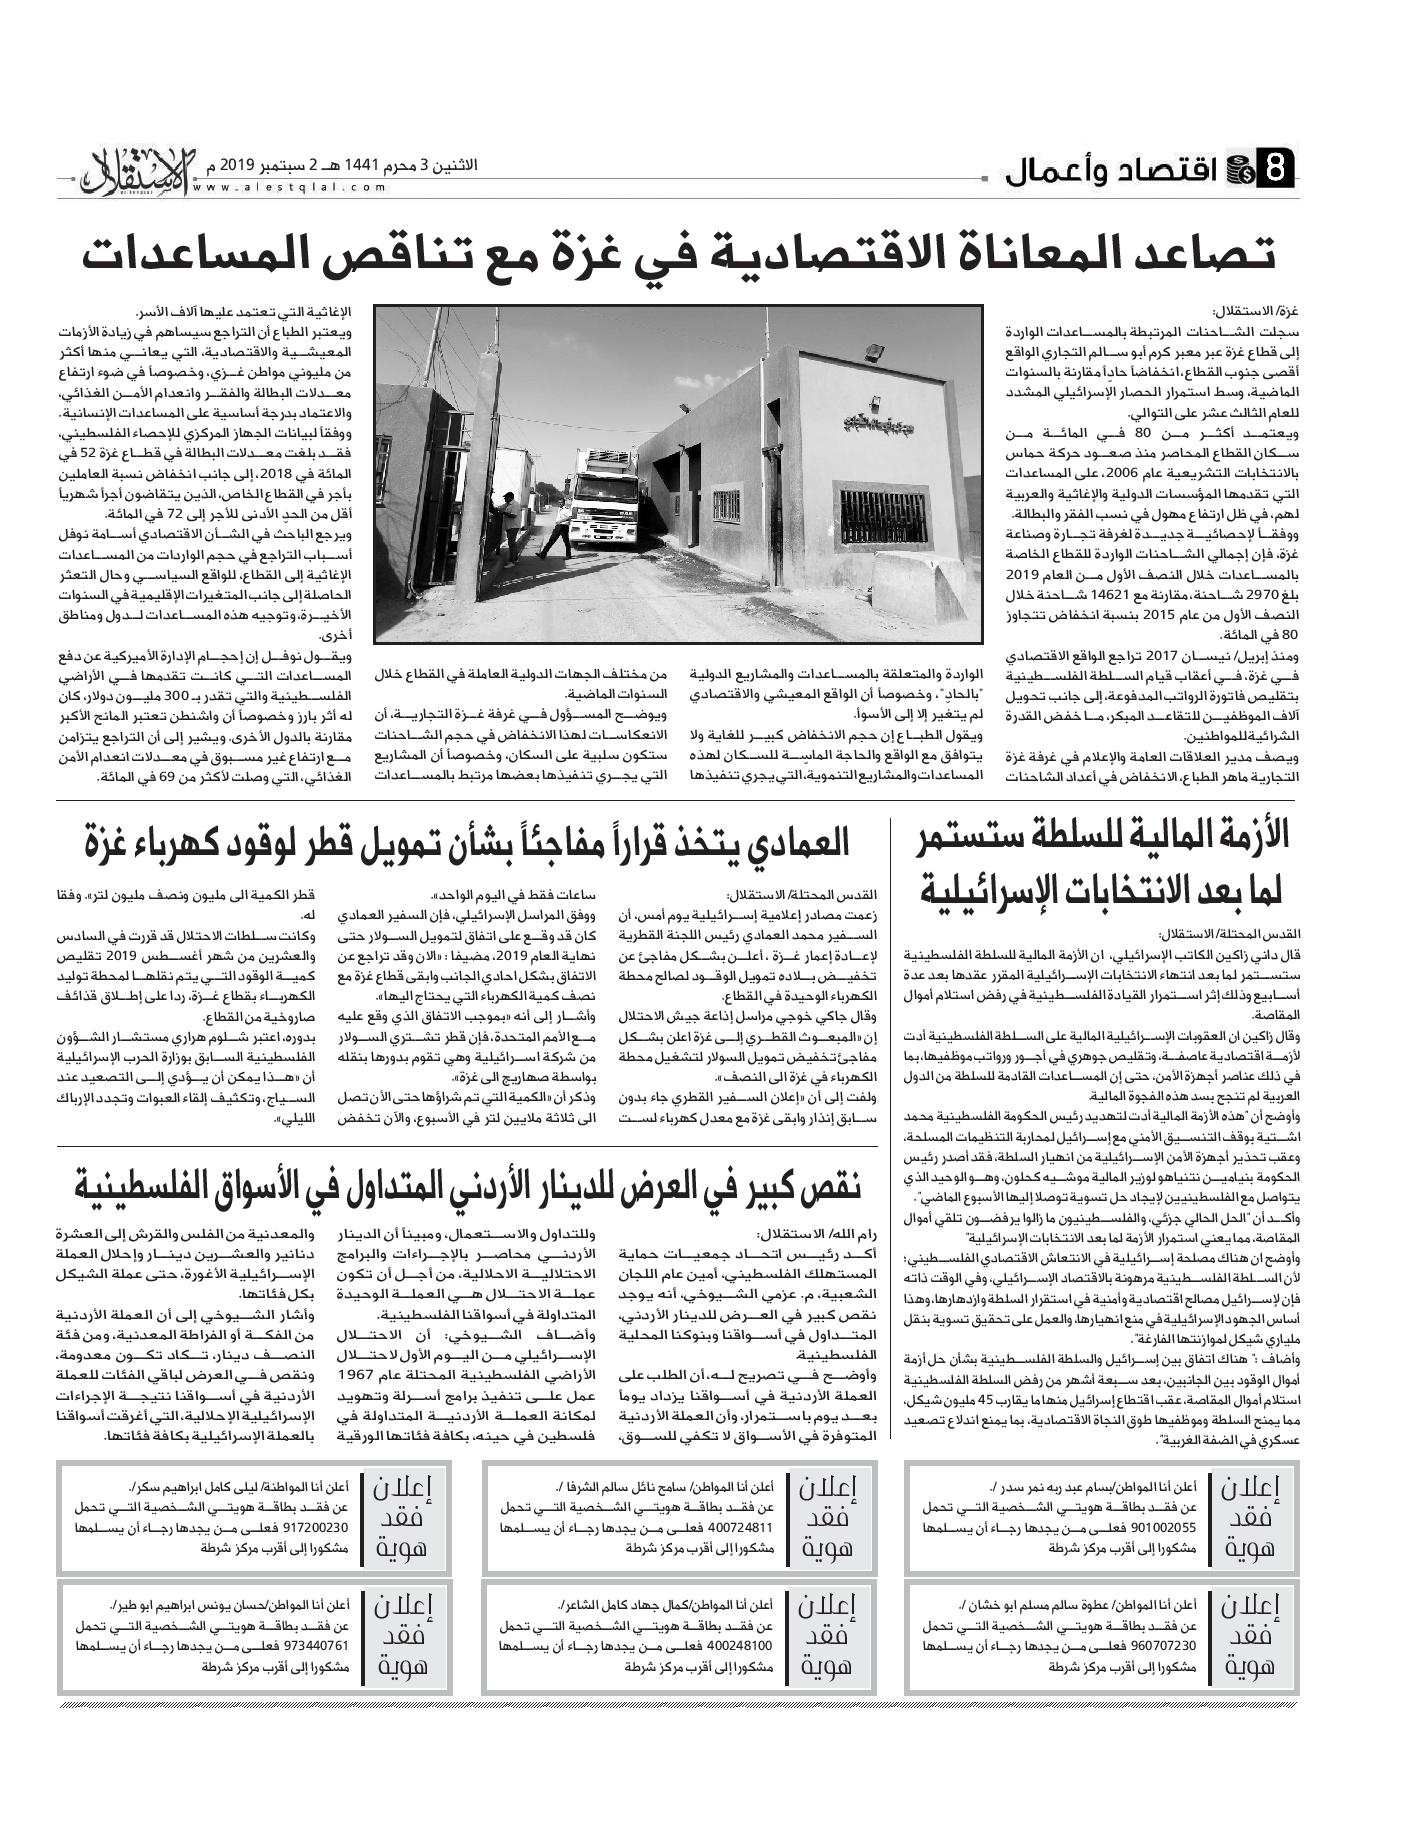 8 اقتصاد وأعمال
الاثنين 3 محرم 1441 هـ 2 سبتمبر 2019 م
الاستقلال
www.alestqlal.com
تصاعد المعاناة الاقتصادية في غزة مع تناقص المساعدات
غزة/ الاستقلال:
سجلت الشاحنات المرتبطة بالمساعدات الواردة
إلى قطاع غزة عبر معبر كرم أبو سالم التجاري الواقع
أقصى جنوب القطاع، انخفاضاً حاداً مقارنة بالسنوات
الماضية، وسط استمرار الحصار الإسرائيلي المشدد
للعام الثالث عشر على التوالي.
ويعتمد أكثر من 80 في المائة من
سكان القطاع المحاصر منذ صعود حركة حماس
بالانتخابات التشريعية عام 2006، على المساعدات
التي تقدمها المؤسسات الدولية والإغاثية والعربية
لهم، في ظل ارتفاع مهول في نسب الفقر والبطالة.
ووفقاً لإحصائية جديدة لغرفة تجارة وصناعة
غزة، فإن إجمالي الشاحنات الواردة للقطاع الخاصة
بالمساعدات خلال النصف الأول من العام 2019
بلغ 2970 شاحنة، مقارنة مع 14621 شاحنة خلال
النصف الأول من عام 2015 بنسبة انخفاض تتجاوز
80 في المائة.
ومنذ إبريل/ نيسان 2017 تراجع الواقع الاقتصادي
في غزة، في أعقاب قيام السلطة الفلسطينية
بتقليص فاتورة الرواتب المدفوعة، إلى جانب تحويل
آلاف الموظفين للتقاعد المبكر، ما خفض القدرة
الشرائية للمواطنين.
ويصف مدير العلاقات العامة والإعلام في غرفة غزة
التجارية ماهر الطباع، الانخفاض في أعداد الشاحنات
الواردة والمتعلقة بالمساعدات والمشاريع الدولية
"بالحادِ"، وخصوصاً أن الواقع المعيشي والاقتصادي
لم يتغير إلا إلى الأسوأ.
ويقول الطباع إن حجم الانخفاض كبير للغاية ولا
يتوافق مع الواقع والحاجة الماسِة للسكان لهذه
المساعدات والمشاريع التنموية، التي يجري تنفيذها
من مختلف الجهات الدولية العاملة في القطاع خلال
السنوات الماضية.
ويوضح المسؤول في غرفة غزة التجارية، أن
الانعكاسات لهذا الانخفاض في حجم الشاحنات
ستكون سلبية على السكان، وخصوصاً أن المشاريع
التي يجري تنفيذها بعضها مرتبط بالمساعدات
الإغاثية التي تعتمد عليها آلاف الأسر.
ويعتبر الطباع أن التراجع سيساهم في زيادة الأزمات
المعيشية والاقتصادية، التي يعاني منها أكثر
من مليوني مواطن غزي، وخصوصاً في ضوء ارتفاع
معدلات البطالة والفقر وانعدام الأمن الغذائي،
والاعتماد بدرجة أساسية على المساعدات الإنسانية.
ووفقاً لبيانات الجهاز المركزي للإحصاء الفلسطيني،
فقد بلغت معدلات البطالة في قطاع غزة 52 في
المائة في 2018، إلى جانب انخفاض نسبة العاملين
بأجر في القطاع الخاص، الذين يتقاضون أجراً شهرياً
أقل من الحدِ الأدنى للأجر إلى 72 في المائة.
ويرجع الباحث في الشأن الاقتصادي أسامة نوفل
أسباب التراجع في حجم الواردات من المساعدات
الإغاثية إلى القطاع، للواقع السياسي وحال التعثر
الحاصلة إلى جانب المتغيرات الإقليمية في السنوات
الأخيرة، وتوجيه هذه المساعدات لدول ومناطق
أخرى.
ويقول نوفل إن إحجام الإدارة الأميركية عن دفع
المساعدات التي كانت تقدمها في الأراضي
الفلسطينية والتي تقدر بـ 300 مليون دولار، كان
له أثر بارز وخصوصاً أن واشنطن تعتبر المانح الأكبر
مقارنة بالدول الأخرى. ويشير إلى أن التراجع يتزامن
مع ارتفاع غير مسبوق في معدلات انعدام الأمن
الغذائي، التي وصلت لأكثر من 69 في المائة.
الأزمة المالية للسلطة ستستمر
لما بعد الانتخابات الإسرائيلية
القدس المحتلة/ الاستقلال:
قال داني زاكين الكاتب الإسرائيلي، ان الأزمة المالية للسلطة الفلسطينية
ستستمر لما بعد انتهاء الانتخابات الإسرائيلية المقرر عقدها بعد عدة
أسابيع وذلك إثر استمرار القيادة الفلسطينية في رفض استلام أموال
المقاصة.
وقال زاكين ان العقوبات الإسرائيلية المالية على السلطة الفلسطينية أدت
لأزمة اقتصادية عاصفة، وتقليص جوهري في أجور ورواتب موظفيها، بما
في ذلك عناصر أجهزة الأمن، حتى إن المساعدات القادمة للسلطة من الدول
العربية لم تنجح بسد هذه الفجوة المالية.
وأوضح أن "هذه الأزمة المالية أدت لتهديد رئيس الحكومة الفلسطينية محمد
اشتية بوقف التنسيق الأمني مع إسرائيل لمحاربة التنظيمات المسلحة،
وعقب تحذير أجهزة الأمن الإسرائيلية من انهيار السلطة، فقد أصدر رئيس
الحكومة بنيامين نتنياهو لوزير المالية موشيه كحلون، وهو الوحيد الذي
يتواصل مع الفلسطينيين لإيجاد حل تسوية توصلا إليها الأسبوع الماضي".
وأكد أن "الحل الحالي جزئي، والفلسطينيون ما زالوا يرفضون تلقي أموال
المقاصة، مما يعني استمرار الأزمة لما بعد الانتخابات الإسرائيلية"
وأوضح ان هناك مصلحة إسرائيلية في الانتعاش الاقتصادي الفلسطيني؛
لأن السلطة الفلسطينية مرهونة بالاقتصاد الإسرائيلي، وفي الوقت ذاته
فإن لإسرائيل مصالح اقتصادية وأمنية في استقرار السلطة وازدهارها، وهذا
أساس الجهود الإسرائيلية في منع انهيارها، والعمل على تحقيق تسوية بنقل
ملياري شيكل لموازنتها الفارغة".
وأضاف :" هناك اتفاق بين إسرائيل والسلطة الفلسطينية بشأن حل أزمة
أموال الوقود بين الجانبين، بعد سبعة أشهر من رفض السلطة الفلسطينية
استلام أموال المقاصة، عقب اقتطاع إسرائيل منها ما يقارب 45 مليون شيكل،
مما يمنح السلطة وموظفيها طوق النجاة الاقتصادية، بما يمنع اندلاع تصعيد
عسكري في الضفة الغربية".
العمادي يتخذ قراراً مفاجئاً بشأن تمويل قطر لوقود كهرباء غزة
القدس المحتلة/ الاستقلال:
زعمت مصادر إعلامية إسرائيلية يوم أمس، أن
السفير محمد العمادي رئيس اللجنة القطرية
لإعادة إعمار غزة ، أعلن بشكل مفاجئ عن
تخفيض بلاده تمويل الوقود لصالح محطة
الكهرباء الوحيدة في القطاع.
وقال جاكي خوجي مراسل إذاعة جيش الاحتلال
إن «المبعوث القطري إلى غزة اعلن بشكل
مفاجئ تخفيض تمويل السولار لتشغيل محطة
الكهرباء في غزة الى النصف».
ولفت إلى أن «إعلان السفير القطري جاء بدون
سابق إنذار وابقى غزة مع معدل كهرباء لست
ساعات فقط في اليوم الواحد».
ووفق المراسل الإسرائيلي، فإن السفير العمادي
كان قد وقع على اتفاق لتمويل السولار حتى
نهاية العام 2019، مضيفا : «الان وقد تراجع عن
الاتفاق بشكل احادي الجانب وابقى قطاع غزة مع
نصف كمية الكهرباء التي يحتاج اليها».
وأشار إلى أنه «بموجب الاتفاق الذي وقع عليه
مع الأمم المتحدة، فإن قطر تشتري السولار
من شركة اسرائيلية وهي تقوم بدورها بنقله
بواسطة صهاريج الى غزة».
وذكر أن «الكمية التي تم شراؤها حتى الأن تصل
الى ثلاثة ملايين لتر في الأسبوع، والآن تخفض
قطر الكمية الى مليون ونصف مليون لتر». وفقا
له.
وكانت سلطات الاحتلال قد قررت في السادس
والعشرين من شهر أغسطس 2019 تقليص
كمية الوقود التي يتم نقلها لمحطة توليد
الكهرباء بقطاع غزة، ردا على إطلاق قذائف
صاروخية من القطاع.
بدوره، اعتبر شلوم هراري مستشار الشؤون
الفلسطينية السابق بوزارة الحرب الإسرائيلية
أن «هذا يمكن أن يؤدي إلى التصعيد عند
السياج، وتكثيف إلقاء العبوات وتجدد الإرباك
الليلي».
نقص كبير في العرض للدينار الأردني المتداول في الأسواق الفلسطينية
رام الله/ الاستقلال:
أكد رئيس اتحاد جمعيات حماية
المستهلك الفلسطيني، أمين عام اللجان
الشعبية، م. عزمي الشيوخي، أنه يوجد
نقص كبير في العرض للدينار الأردني،
المتداول في أسواقنا وبنوكنا المحلية
الفلسطينية.
وأوضح في تصريح له، أن الطلب على
العملة الأردنية في أسواقنا يزداد يوماً
بعد يوم باستمرار، وأن العملة الأردنية
المتوفرة في الأسواق لا تكفي للسوق،
وللتداول والاستعمال، ومبيناً أن الدينار
الأردني محاصر بالإجراءات والبرامج
الاحتلالية الاحلالية، من أجل أن تكون
عملة الاحتلال هي العملة الوحيدة
المتداولة في أسواقنا الفلسطينية.
وأضاف الشيوخي: أن الاحتلال
الإسرائيلي من اليوم الأول لاحتلال
الأراضي الفلسطينية المحتلة عام 1967
عمل على تنفيذ برامج أسرلة وتهويد
لمكانة العملة الأردنية المتداولة في
فلسطين في حينه، بكافة فئاتها الورقية
والمعدنية من الفلس والقرش إلى العشرة
دنانير والعشرين دينار وإحلال العملة
الإسرائيلية الأغورة، حتى عملة الشيكل
بكل فئاتها.
وأشار الشيوخي إلى أن العملة الأردنية
من الفكة أو الفراطة المعدنية، ومن فئة
النصف دينار، تكاد تكون معدومة،
ونقص في العرض لباقي الفئات للعملة
الأردنية في أسواقنا نتيجة الإجراءات
الإسرائيلية الإحلالية، التي أغرقت أسواقنا
بالعملة الإسرائيلية بكافة فئاتها.
إعلان
فقد
هوية
أعلن أنا المواطن/بسام عبد ربه نمر سدر /.
عن فقد بطاقة هويتي الشخصية التي تحمل
901002055 فعلى من يجدها رجاء أن يسلمها
مشكورا إلى أقرب مركز شرطة
إعلان
فقد
هوية
أعلن أنا المواطن/ سامح نائل سالم الشرفا /.
عن فقد بطاقة هويتي الشخصية التي تحمل
400724811 فعلى من يجدها رجاء أن يسلمها
مشكورا إلى أقرب مركز شرطة
إعلان
فقد
هوية
أعلن أنا المواطنة/ ليلى كامل ابراهيم سكر/.
عن فقد بطاقة هويتي الشخصية التي تحمل
917200230 فعلى من يجدها رجاء أن يسلمها
مشكورا إلى أقرب مركز شرطة
إعلان
فقد
هوية
أعلن أنا المواطن/ عطوة سالم مسلم ابو خشان /.
عن فقد بطاقة هويتي الشخصية التي تحمل
960707230 فعلى من يجدها رجاء أن يسلمها
مشكورا إلى أقرب مركز شرطة
إعلان
فقد
هوية
أعلن أنا المواطن/كمال جهاد كامل الشاعر/.
عن فقد بطاقة هويتي الشخصية التي تحمل
400248100 فعلى من يجدها رجاء أن يسلمها
مشكورا إلى أقرب مركز شرطة
إعلان
فقد
هوية
أعلن أنا المواطن/حسان يونس ابراهيم ابو طير/.
عن فقد بطاقة هويتي الشخصية التي تحمل
973440761 فعلى من يجدها رجاء أن يسلمها
مشكورا إلى أقرب مركز شرطة